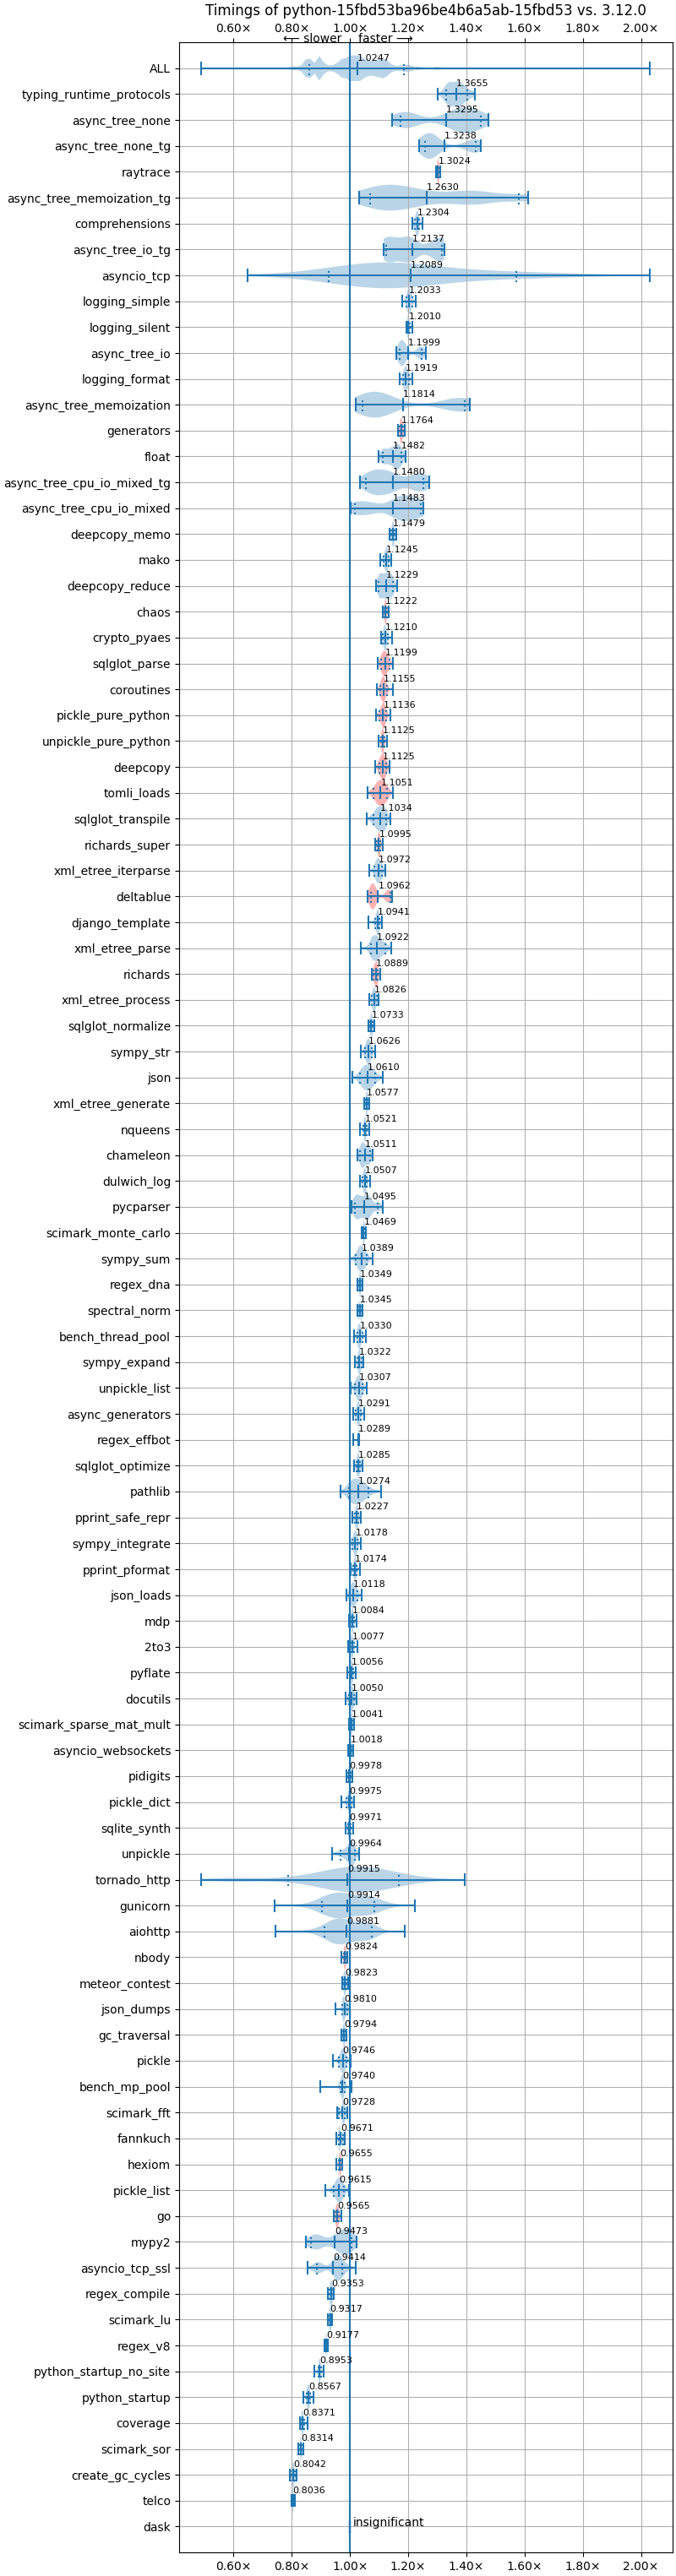 Timings of python-15fbd53ba96be4b6a5ab-15fbd53 vs. 3.12.0
0.60× 0.80× 1.00× 1.20× 1.40× 1.60× 1.80× 2.00×
⟵ slower faster ⟶
ALL 1.0247
typing_runtime_protocols 1.3655
async_tree_none 1.3295
async_tree_none_tg 1.3238
raytrace 1.3024
async_tree_memoization_tg 1.2630
comprehensions 1.2304
async_tree_io_tg 1.2137
asyncio_tcp 1.2089
logging_simple 1.2033
logging_silent 1.2010
async_tree_io 1.1999
logging_format 1.1919
async_tree_memoization 1.1814
generators 1.1764
float 1.1482
async_tree_cpu_io_mixed_tg 1.1480
async_tree_cpu_io_mixed 1.1483
deepcopy_memo 1.1479
mako 1.1245
deepcopy_reduce 1.1229
chaos 1.1222
crypto_pyaes 1.1210
sqlglot_parse 1.1199
coroutines 1.1155
pickle_pure_python 1.1136
unpickle_pure_python 1.1125
deepcopy 1.1125
tomli_loads 1.1051
sqlglot_transpile 1.1034
richards_super 1.0995
xml_etree_iterparse 1.0972
deltablue 1.0962
django_template 1.0941
xml_etree_parse 1.0922
richards 1.0889
xml_etree_process 1.0826
sqlglot_normalize 1.0733
sympy_str 1.0626
json 1.0610
xml_etree_generate 1.0577
nqueens 1.0521
chameleon 1.0511
dulwich_log 1.0507
pycparser 1.0495
scimark_monte_carlo 1.0469
sympy_sum 1.0389
regex_dna 1.0349
spectral_norm 1.0345
bench_thread_pool 1.0330
sympy_expand 1.0322
unpickle_list 1.0307
async_generators 1.0291
regex_effbot 1.0289
sqlglot_optimize 1.0285
pathlib 1.0274
pprint_safe_repr 1.0227
sympy_integrate 1.0178
pprint_pformat 1.0174
json_loads 1.0118
mdp 1.0084
2to3 1.0077
pyflate 1.0056
docutils 1.0050
scimark_sparse_mat_mult 1.0041
asyncio_websockets 1.0018
pidigits 0.9978
pickle_dict 0.9975
sqlite_synth 0.9971
unpickle 0.9964
tornado_http 0.9915
gunicorn 0.9914
aiohttp 0.9881
nbody 0.9824
meteor_contest 0.9823
json_dumps 0.9810
gc_traversal 0.9794
pickle 0.9746
bench_mp_pool 0.9740
scimark_fft 0.9728
fannkuch 0.9671
hexiom 0.9655
pickle_list 0.9615
go 0.9565
mypy2 0.9473
asyncio_tcp_ssl 0.9414
regex_compile 0.9353
scimark_lu 0.9317
regex_v8 0.9177
python_startup_no_site 0.8953
python_startup 0.8567
coverage 0.8371
scimark_sor 0.8314
create_gc_cycles 0.8042
telco 0.8036
dask insignificant
0.60× 0.80× 1.00× 1.20× 1.40× 1.60× 1.80× 2.00×